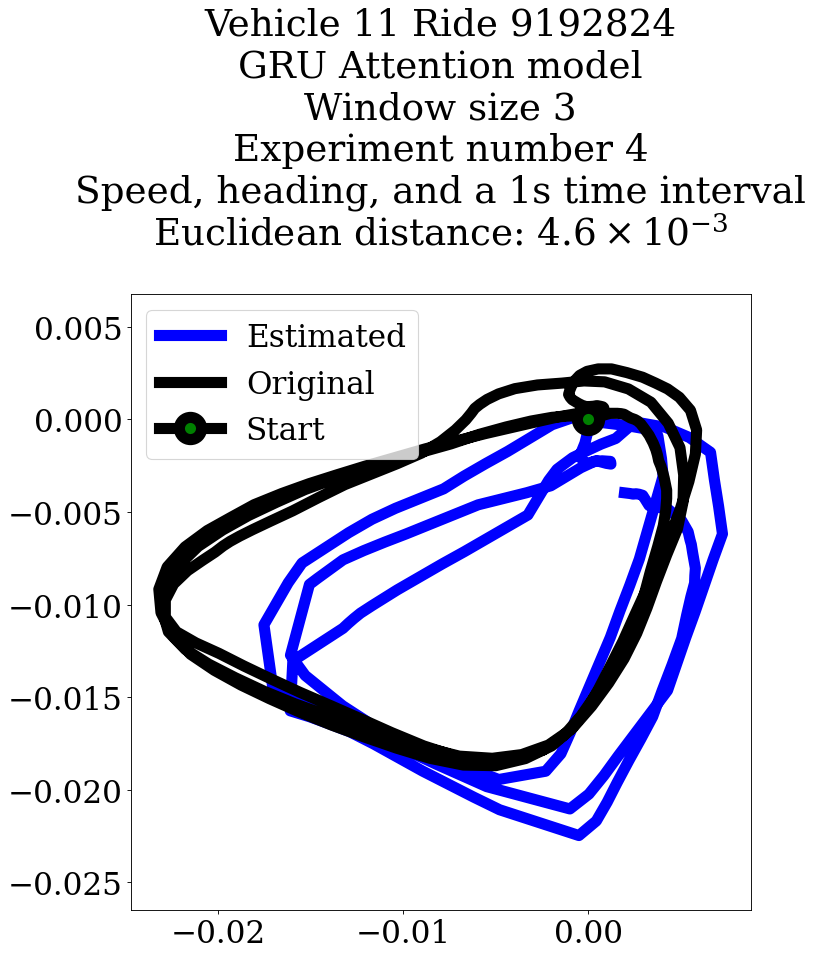 Vehicle 11 Ride 9192824
GRU Attention model
Window size 3
Experiment number 4
Speed, heading, and a 1s time interval
Euclidean distance: 4.6 × 10⁻³
Estimated
Original
Start
0.005
0.000
−0.005
−0.010
−0.015
−0.020
−0.025
−0.02 −0.01 0.00